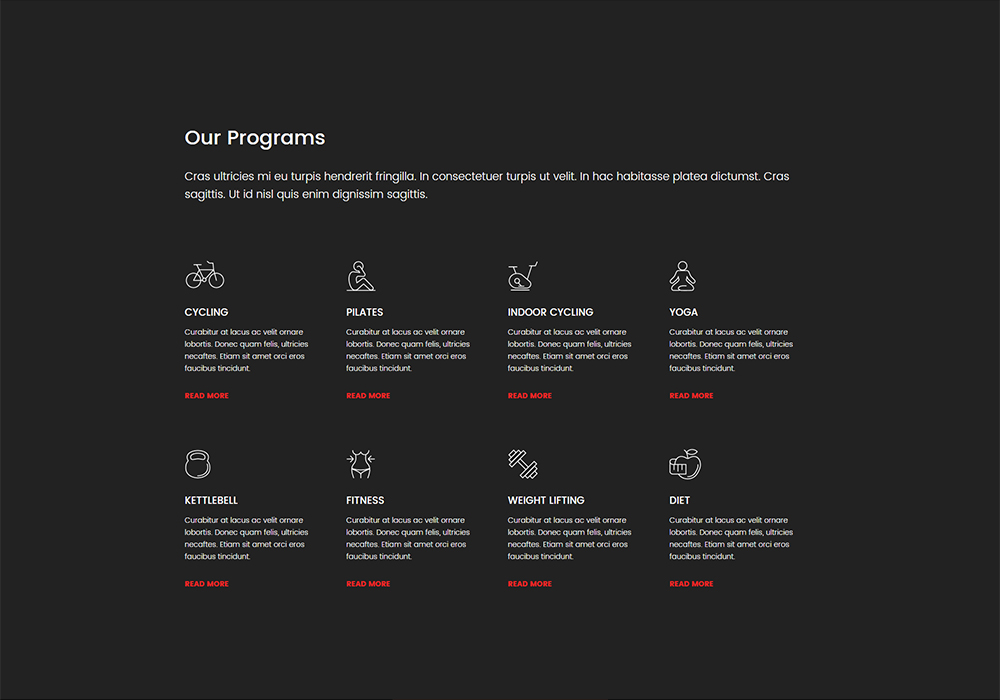 Our Programs
Cras ultricies mi eu turpis hendrerit fringilla. In consectetuer turpis ut velit. In hac habitasse platea dictumst. Cras
sagittis. Ut id nisl quis enim dignissim sagittis.
CYCLING
Curabitur at lacus ac velit ornare
lobortis. Donec quam felis, ultricies
necaftes. Etiam sit amet orci eros
faucibus tincidunt.
READ MORE
PILATES
Curabitur at lacus ac velit ornare
lobortis. Donec quam felis, ultricies
necaftes. Etiam sit amet orci eros
faucibus tincidunt.
READ MORE
INDOOR CYCLING
Curabitur at lacus ac velit ornare
lobortis. Donec quam felis, ultricies
necaftes. Etiam sit amet orci eros
faucibus tincidunt.
READ MORE
YOGA
Curabitur at lacus ac velit ornare
lobortis. Donec quam felis, ultricies
necaftes. Etiam sit amet orci eros
faucibus tincidunt.
READ MORE
KETTLEBELL
Curabitur at lacus ac velit ornare
lobortis. Donec quam felis, ultricies
necaftes. Etiam sit amet orci eros
faucibus tincidunt.
READ MORE
FITNESS
Curabitur at lacus ac velit ornare
lobortis. Donec quam felis, ultricies
necaftes. Etiam sit amet orci eros
faucibus tincidunt.
READ MORE
WEIGHT LIFTING
Curabitur at lacus ac velit ornare
lobortis. Donec quam felis, ultricies
necaftes. Etiam sit amet orci eros
faucibus tincidunt.
READ MORE
DIET
Curabitur at lacus ac velit ornare
lobortis. Donec quam felis, ultricies
necaftes. Etiam sit amet orci eros
faucibus tincidunt.
READ MORE